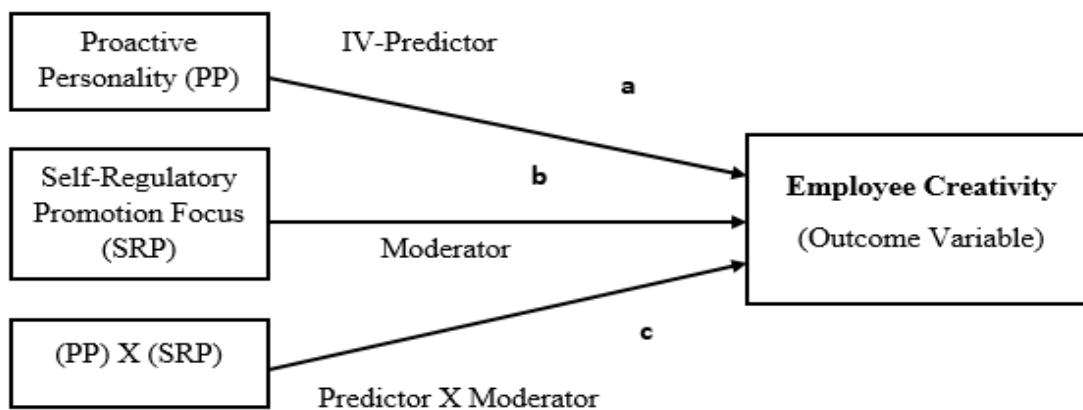 Proactive
Personality (PP)
IV-Predictor
a
Self-Regulatory
Promotion Focus
(SRP)
b
Moderator
Employee Creativity
(Outcome Variable)
(PP) X (SRP)
c
Predictor X Moderator